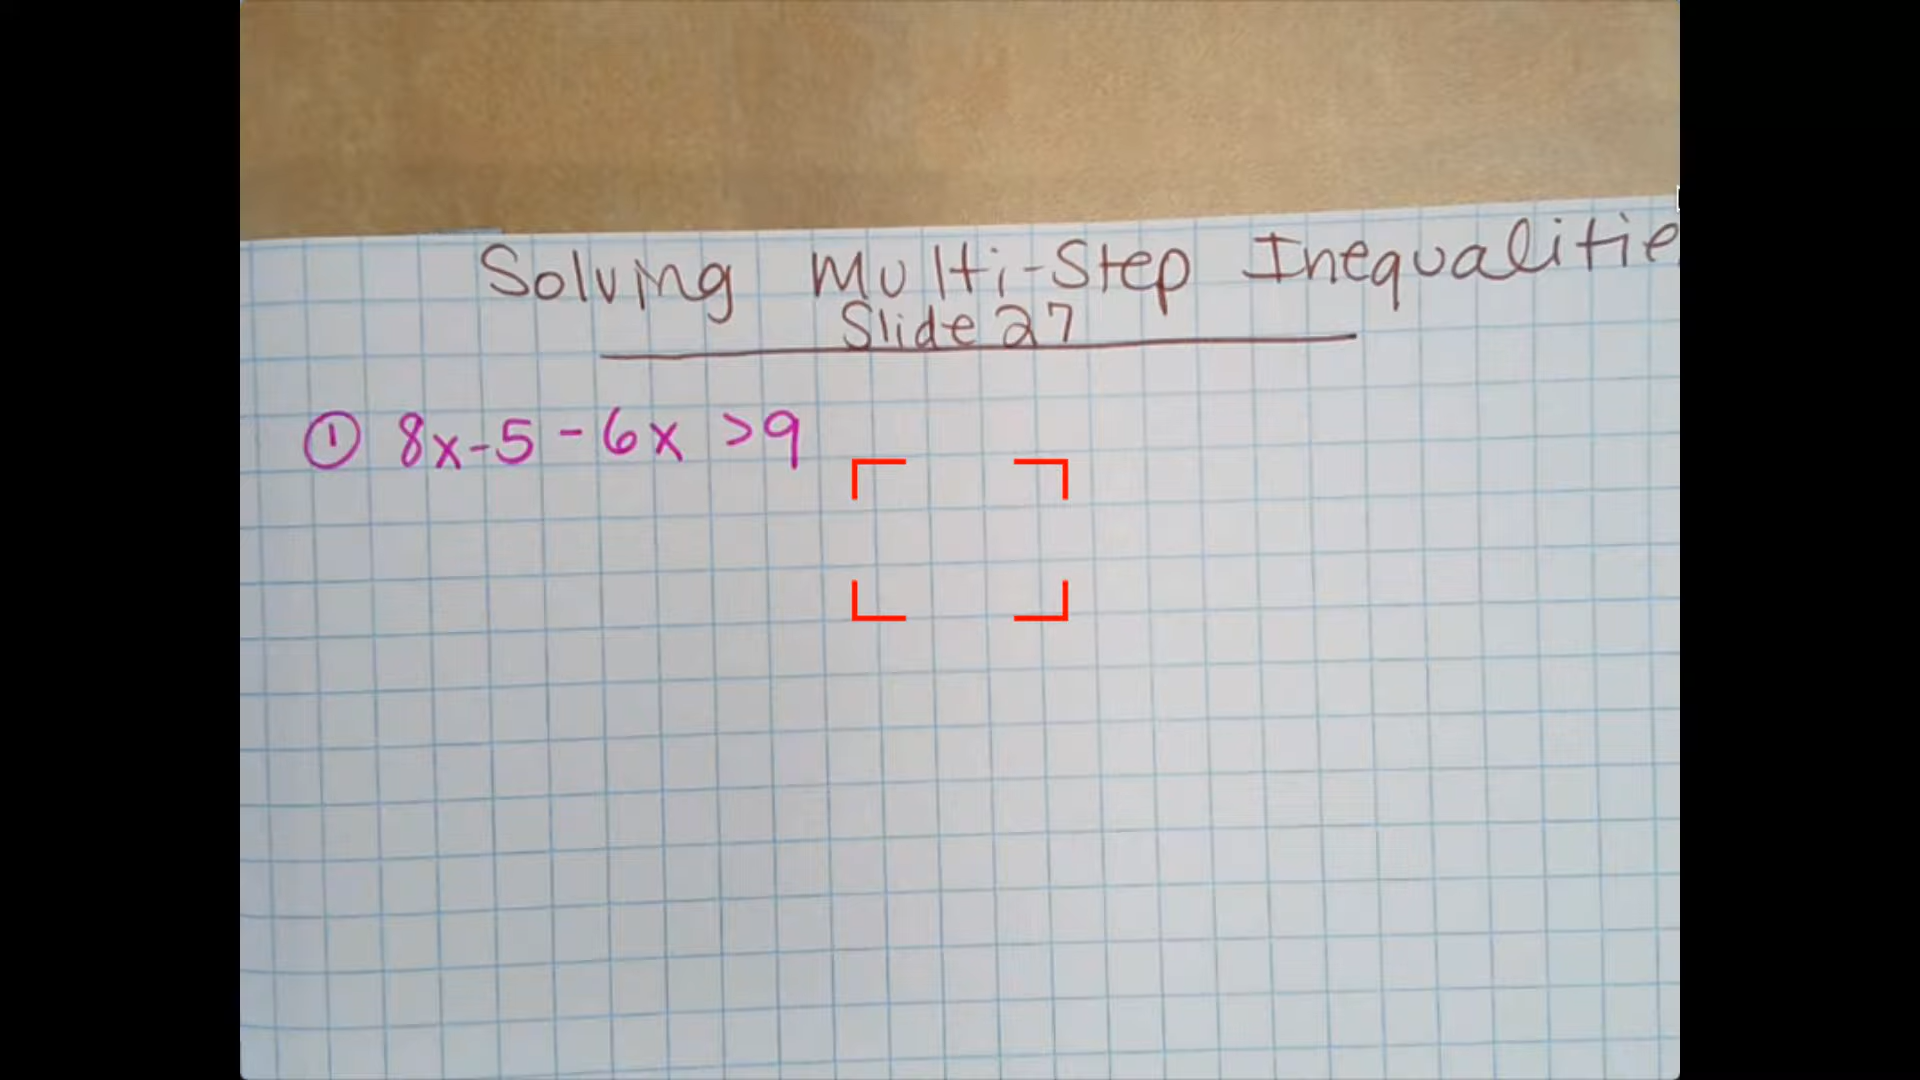 Solving Multi-Step Inequalitie
Slide 27
① 8x-5 - 6x >9